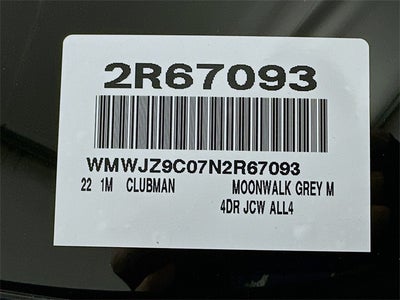 2R67093
WMWJZ9C07N2R67093
22 1M CLUBMAN MOONWALK GREY M
4DR JCW ALL4